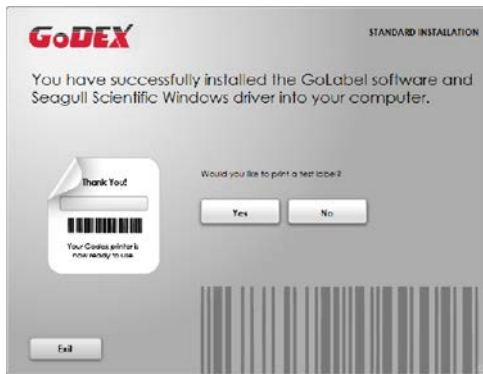 GoDEX
STANDARD INSTALLATION
You have successfully installed the GoLabel software and
Seagull Scientific Windows driver into your computer.
Thank You!
Would you like to print a test label?
Yes
No
Your Godex printer is
now ready to use
Exit